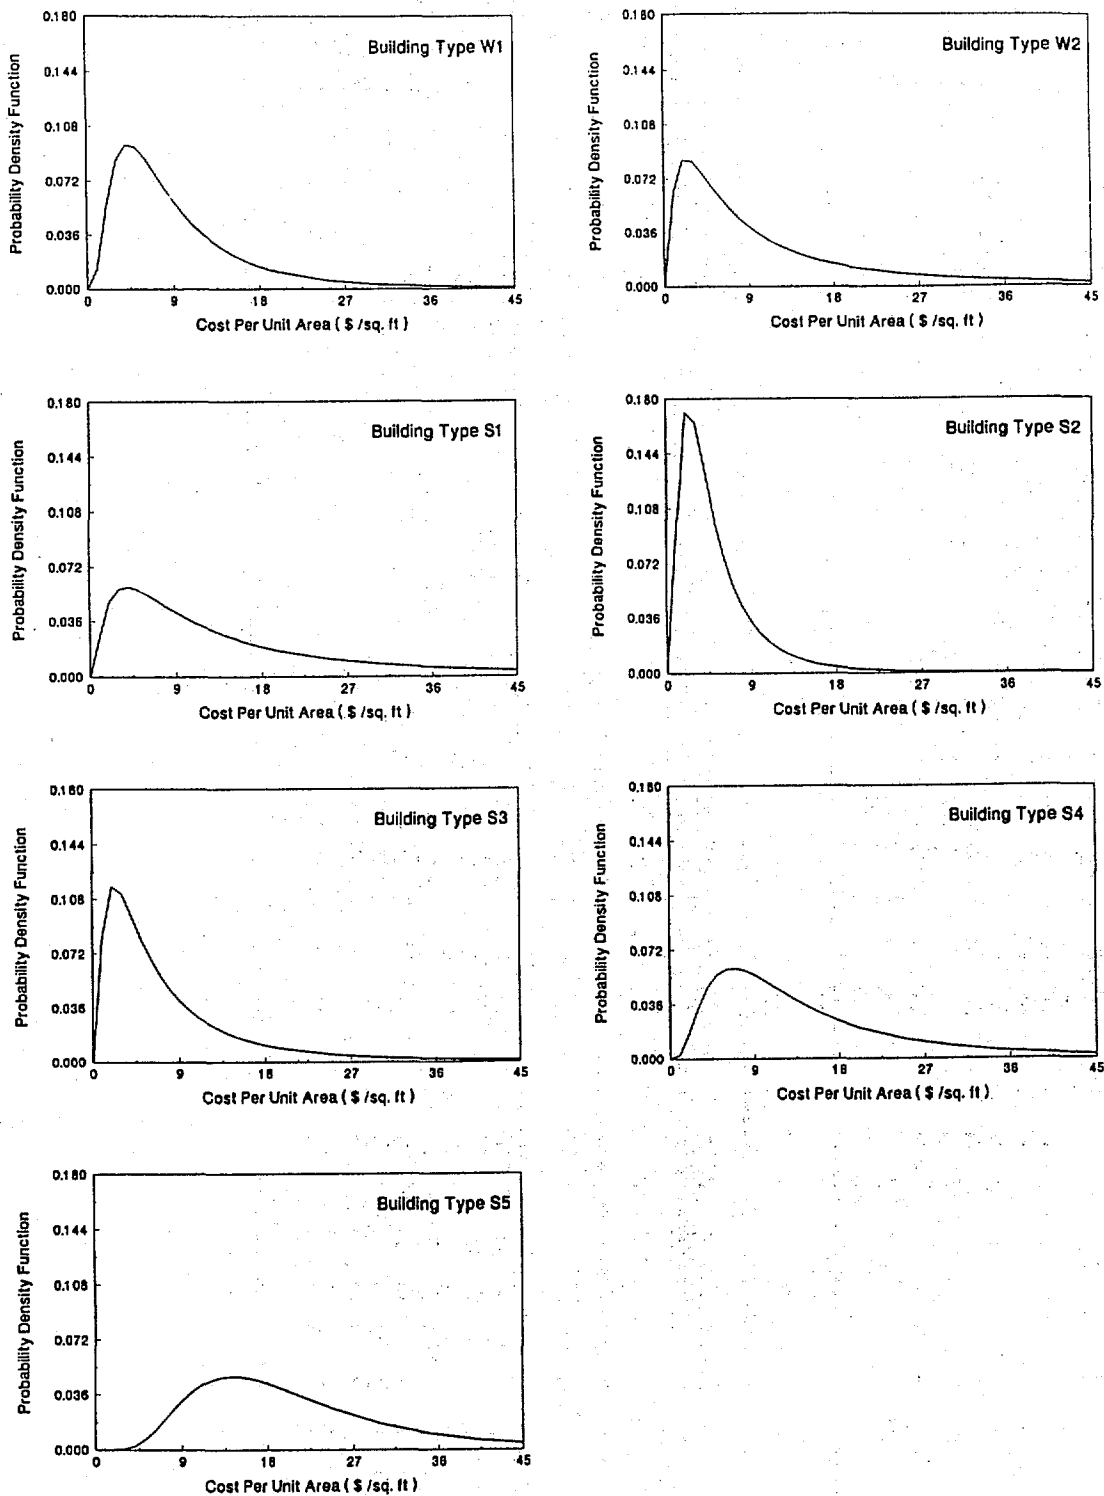 0.180
Building Type W1
0.144
0.108
0.072
0.036
0.000
0 9 18 27 36 45
Probability Density Function
Cost Per Unit Area ( $ /sq. ft )
0.180
Building Type W2
0.144
0.108
0.072
0.036
0.000
0 9 18 27 36 45
Probability Density Function
Cost Per Unit Area ( $ /sq. ft )
0.180
Building Type S1
0.144
0.108
0.072
0.036
0.000
0 9 18 27 36 45
Probability Density Function
Cost Per Unit Area ( $ /sq. ft )
0.180
Building Type S2
0.144
0.108
0.072
0.036
0.000
0 9 18 27 36 45
Probability Density Function
Cost Per Unit Area ( $ /sq. ft )
0.180
Building Type S3
0.144
0.108
0.072
0.036
0.000
0 9 18 27 36 45
Probability Density Function
Cost Per Unit Area ( $ /sq. ft )
0.180
Building Type S4
0.144
0.108
0.072
0.036
0.000
0 9 18 27 36 45
Probability Density Function
Cost Per Unit Area ( $ /sq. ft )
0.180
Building Type S5
0.144
0.108
0.072
0.036
0.000
0 9 18 27 36 45
Probability Density Function
Cost Per Unit Area ( $ /sq. ft )